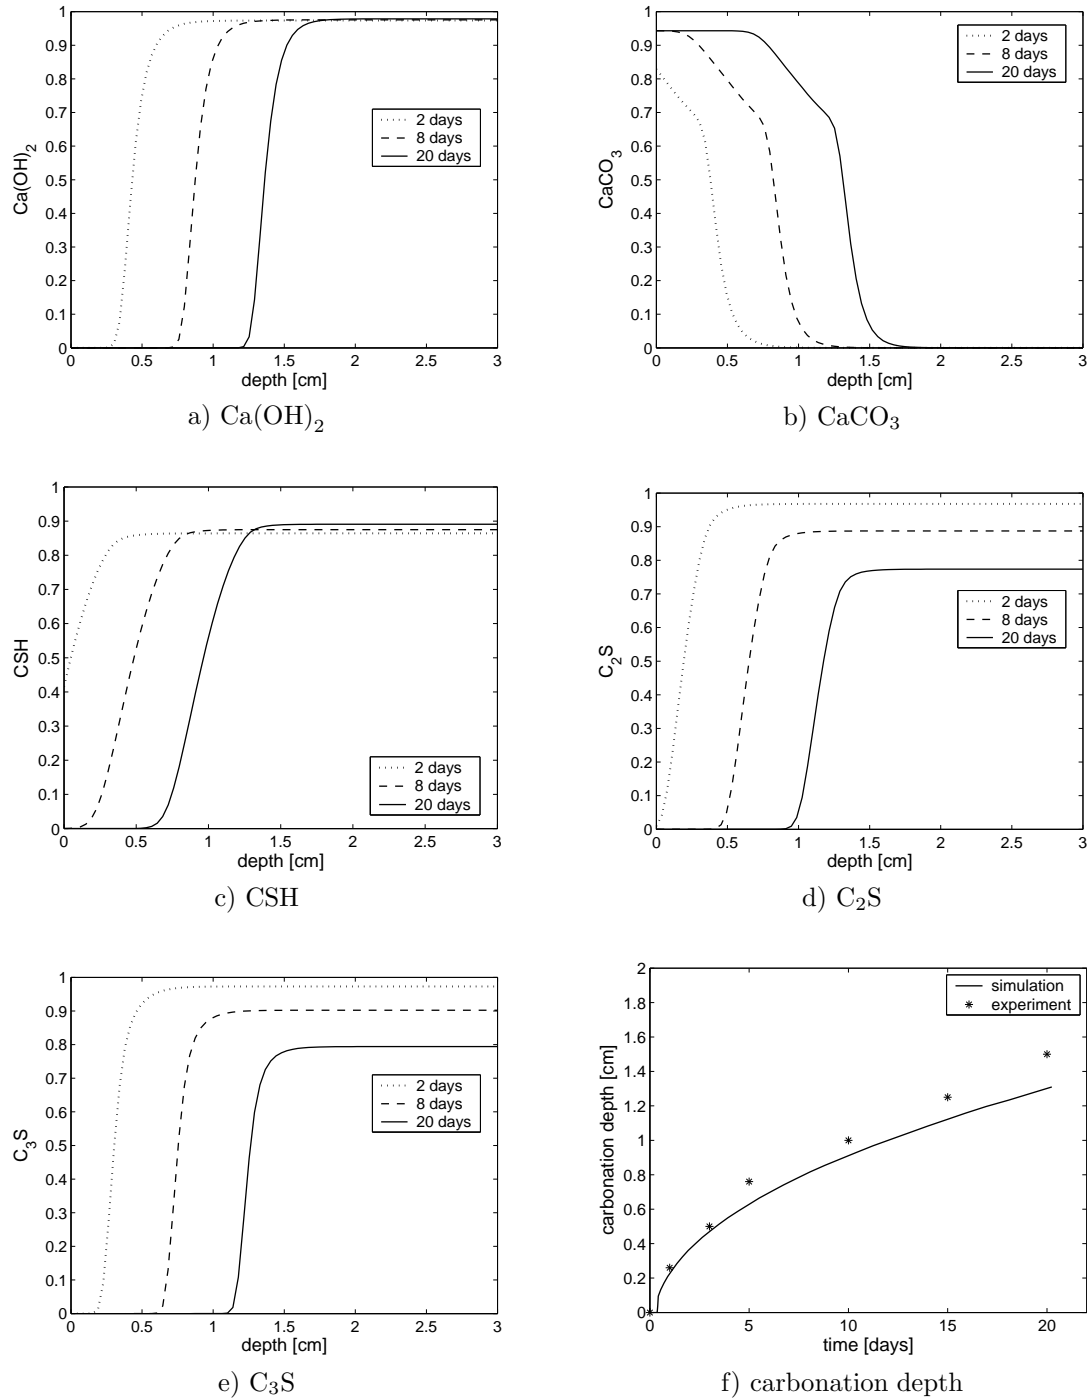 1
0.9
0.8
0.7
0.6
0.5
0.4
0.3
0.2
0.1
0
Ca(OH)2
2 days
8 days
20 days
0 0.5 1 1.5 2 2.5 3
depth [cm]
a) Ca(OH)2
1
0.9
0.8
0.7
0.6
0.5
0.4
0.3
0.2
0.1
0
CaCO3
2 days
8 days
20 days
0 0.5 1 1.5 2 2.5 3
depth [cm]
b) CaCO3
1
0.9
0.8
0.7
0.6
0.5
0.4
0.3
0.2
0.1
0
CSH
2 days
8 days
20 days
0 0.5 1 1.5 2 2.5 3
depth [cm]
c) CSH
1
0.9
0.8
0.7
0.6
0.5
0.4
0.3
0.2
0.1
0
C2S
2 days
8 days
20 days
0 0.5 1 1.5 2 2.5 3
depth [cm]
d) C2S
1
0.9
0.8
0.7
0.6
0.5
0.4
0.3
0.2
0.1
0
C3S
2 days
8 days
20 days
0 0.5 1 1.5 2 2.5 3
depth [cm]
e) C3S
2
1.8
1.6
1.4
1.2
1
0.8
0.6
0.4
0.2
0
carbonation depth [cm]
simulation
experiment
0 5 10 15 20
time [days]
f) carbonation depth